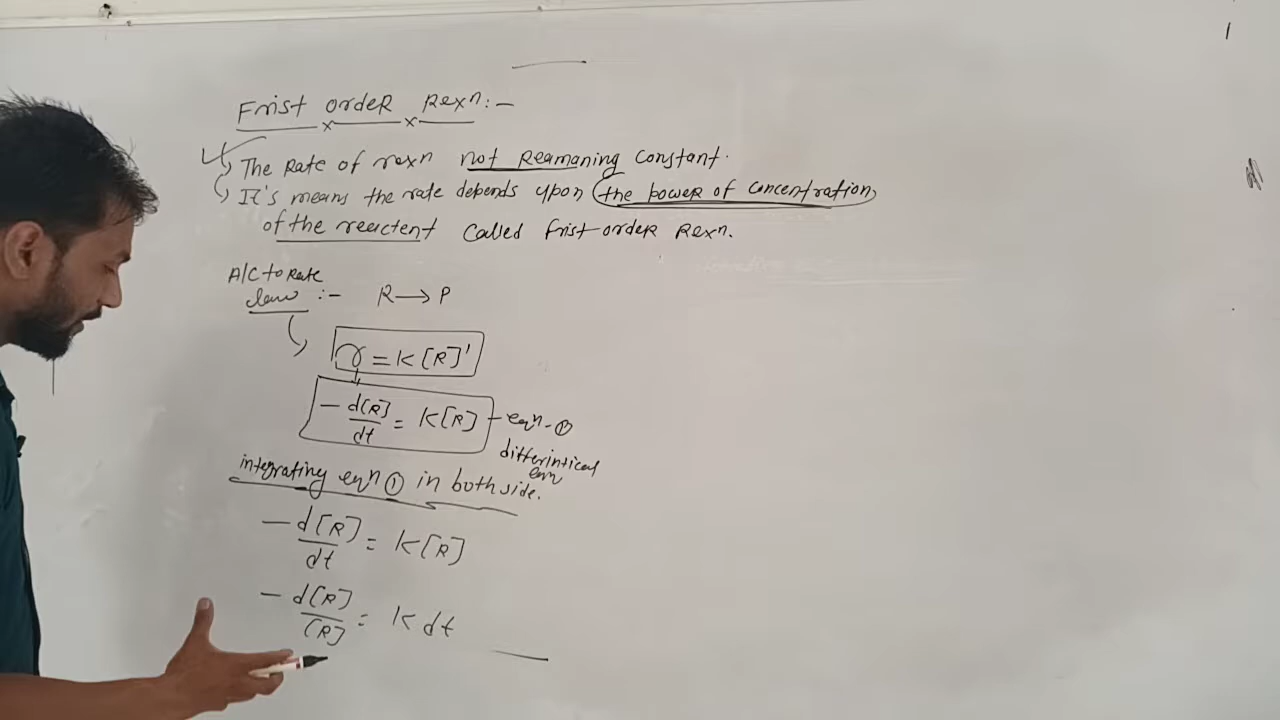 Frist order Rexn:-
The Rate of rexn not Reamaning Constant.
It's means the rate depends upon the power of concentration
of the reactent called frist order Rexn.
A/C to Rate
law :- R → P
r = K[R]¹
- d[R]/dt = K[R] - eqn - ①
differintical
eqn
integrating eqn ① in both side.
- d[R]/dt = K[R]
- d[R]/[R] = K dt